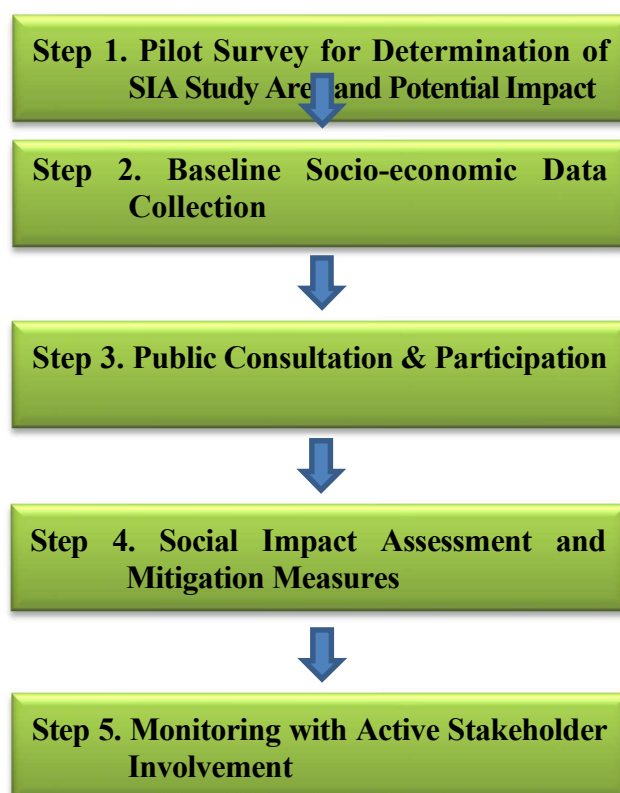 Step 1. Pilot Survey for Determination of
SIA Study Are and Potential Impact
Step 2. Baseline Socio-economic Data
Collection
Step 3. Public Consultation & Participation
Step 4. Social Impact Assessment and
Mitigation Measures
Step 5. Monitoring with Active Stakeholder
Involvement